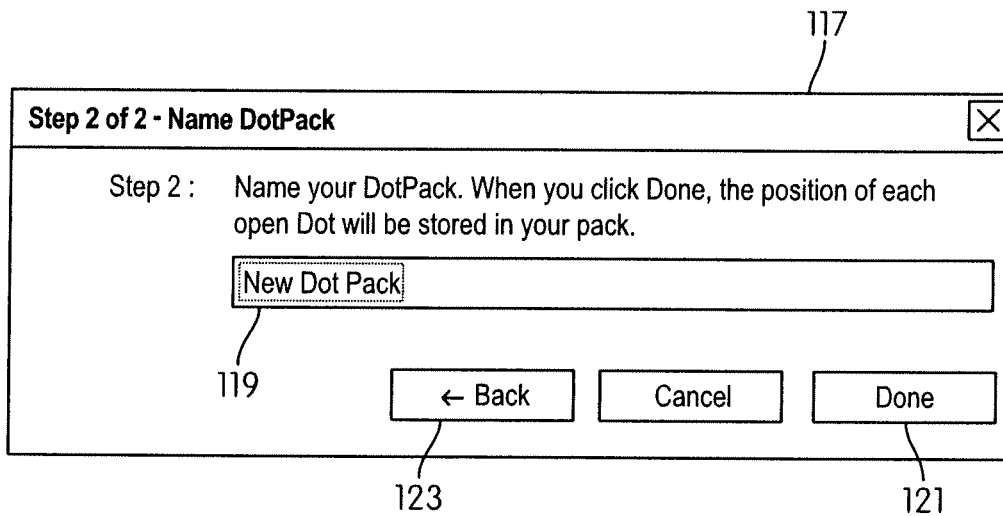 117
Step 2 of 2 - Name DotPack
Step 2 : Name your DotPack. When you click Done, the position of each
open Dot will be stored in your pack.
New Dot Pack
119
← Back Cancel Done
123 121